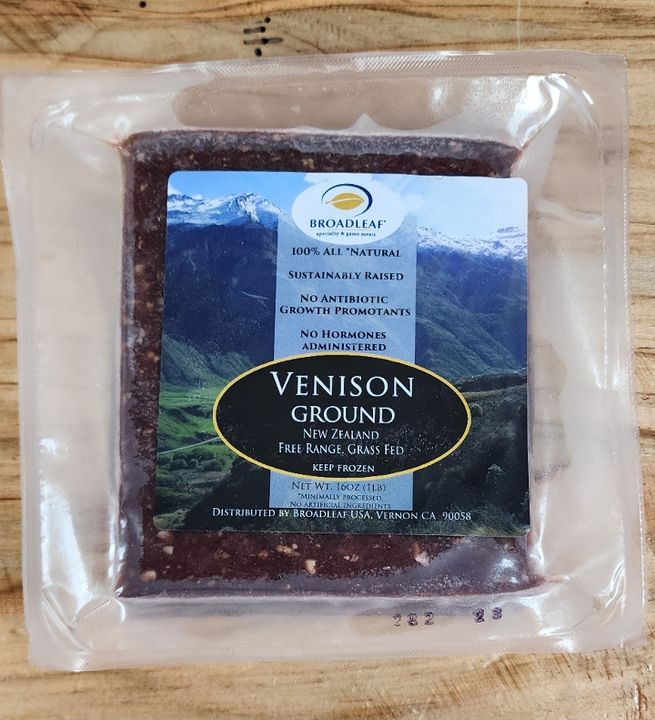 BROADLEAF®
specialty & game meats
100% ALL *NATURAL
SUSTAINABLY RAISED
NO ANTIBIOTIC
GROWTH PROMOTANTS
NO HORMONES
ADMINISTERED
VENISON
GROUND
NEW ZEALAND
FREE RANGE, GRASS FED
KEEP FROZEN
NET WT. 16OZ (1LB)
*MINIMALLY PROCESSED.
NO ARTIFICIAL INGREDIENTS
DISTRIBUTED BY BROADLEAF USA, VERNON CA 90058